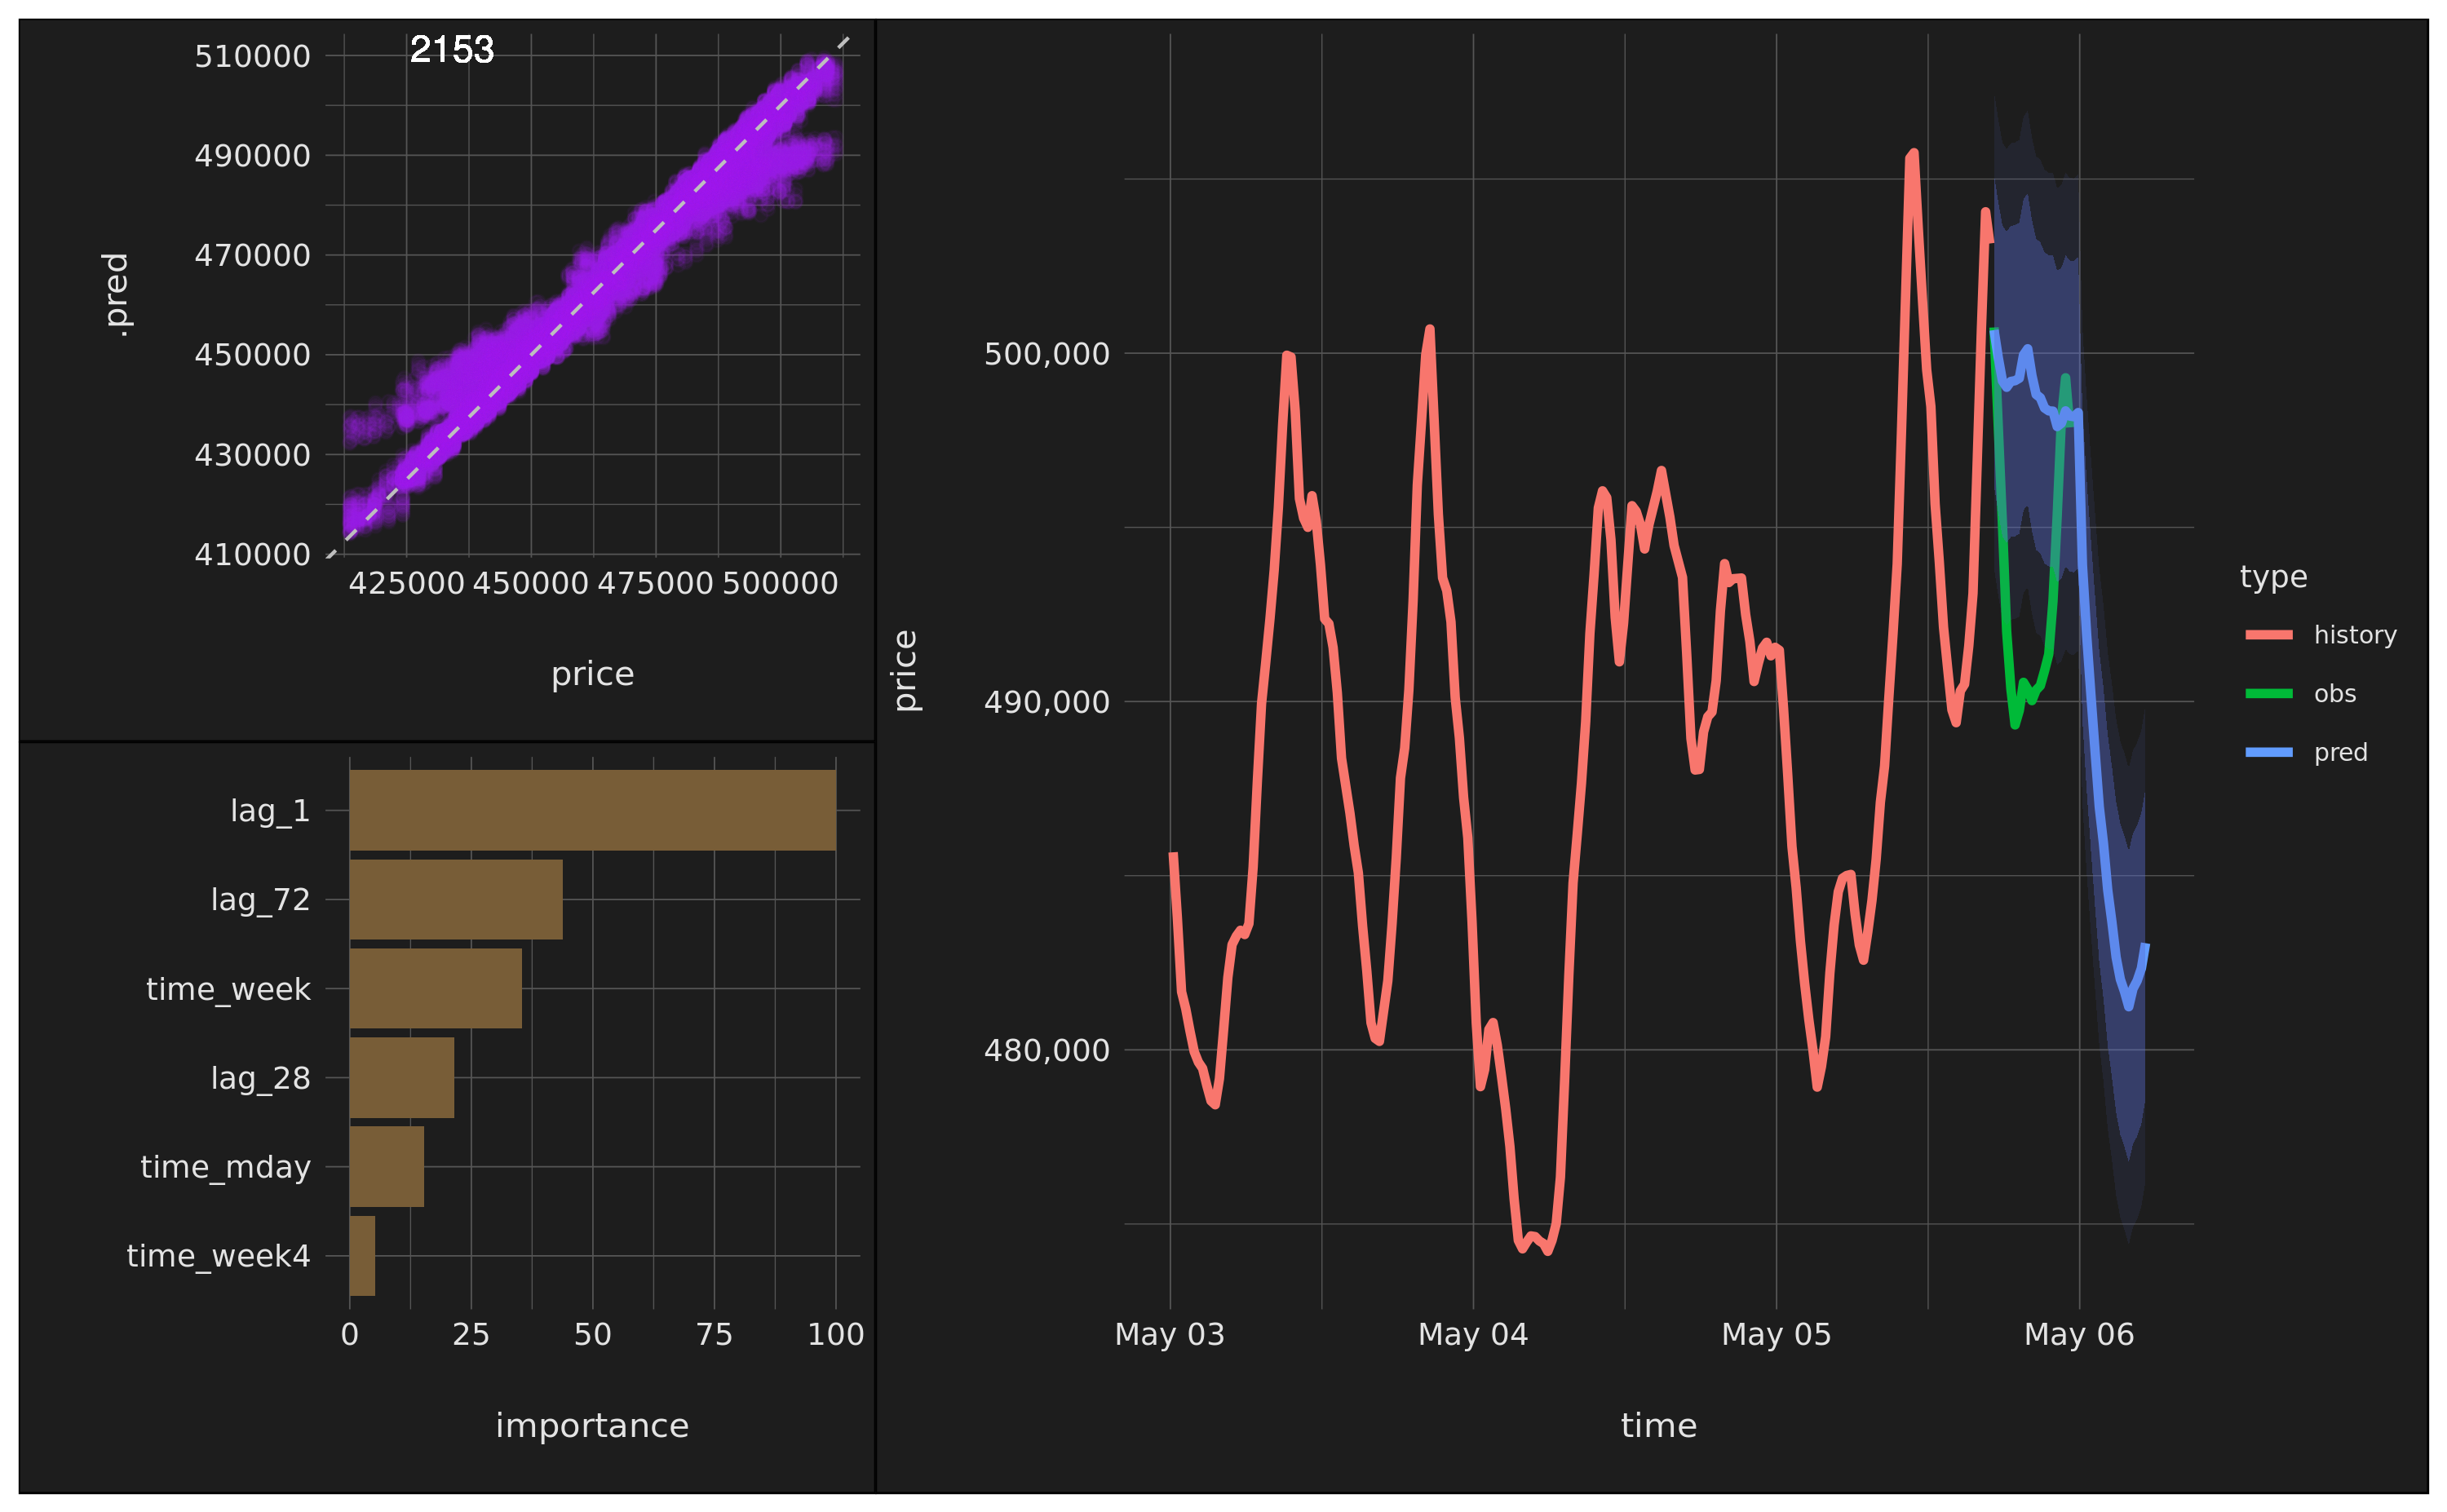 2153
510000
490000
470000
450000
430000
410000
.pred
425000 450000 475000 500000
price
lag_1
lag_72
time_week
lag_28
time_mday
time_week4
0 25 50 75 100
importance
price
500,000
490,000
480,000
May 03 May 04 May 05 May 06
time
type
history
obs
pred